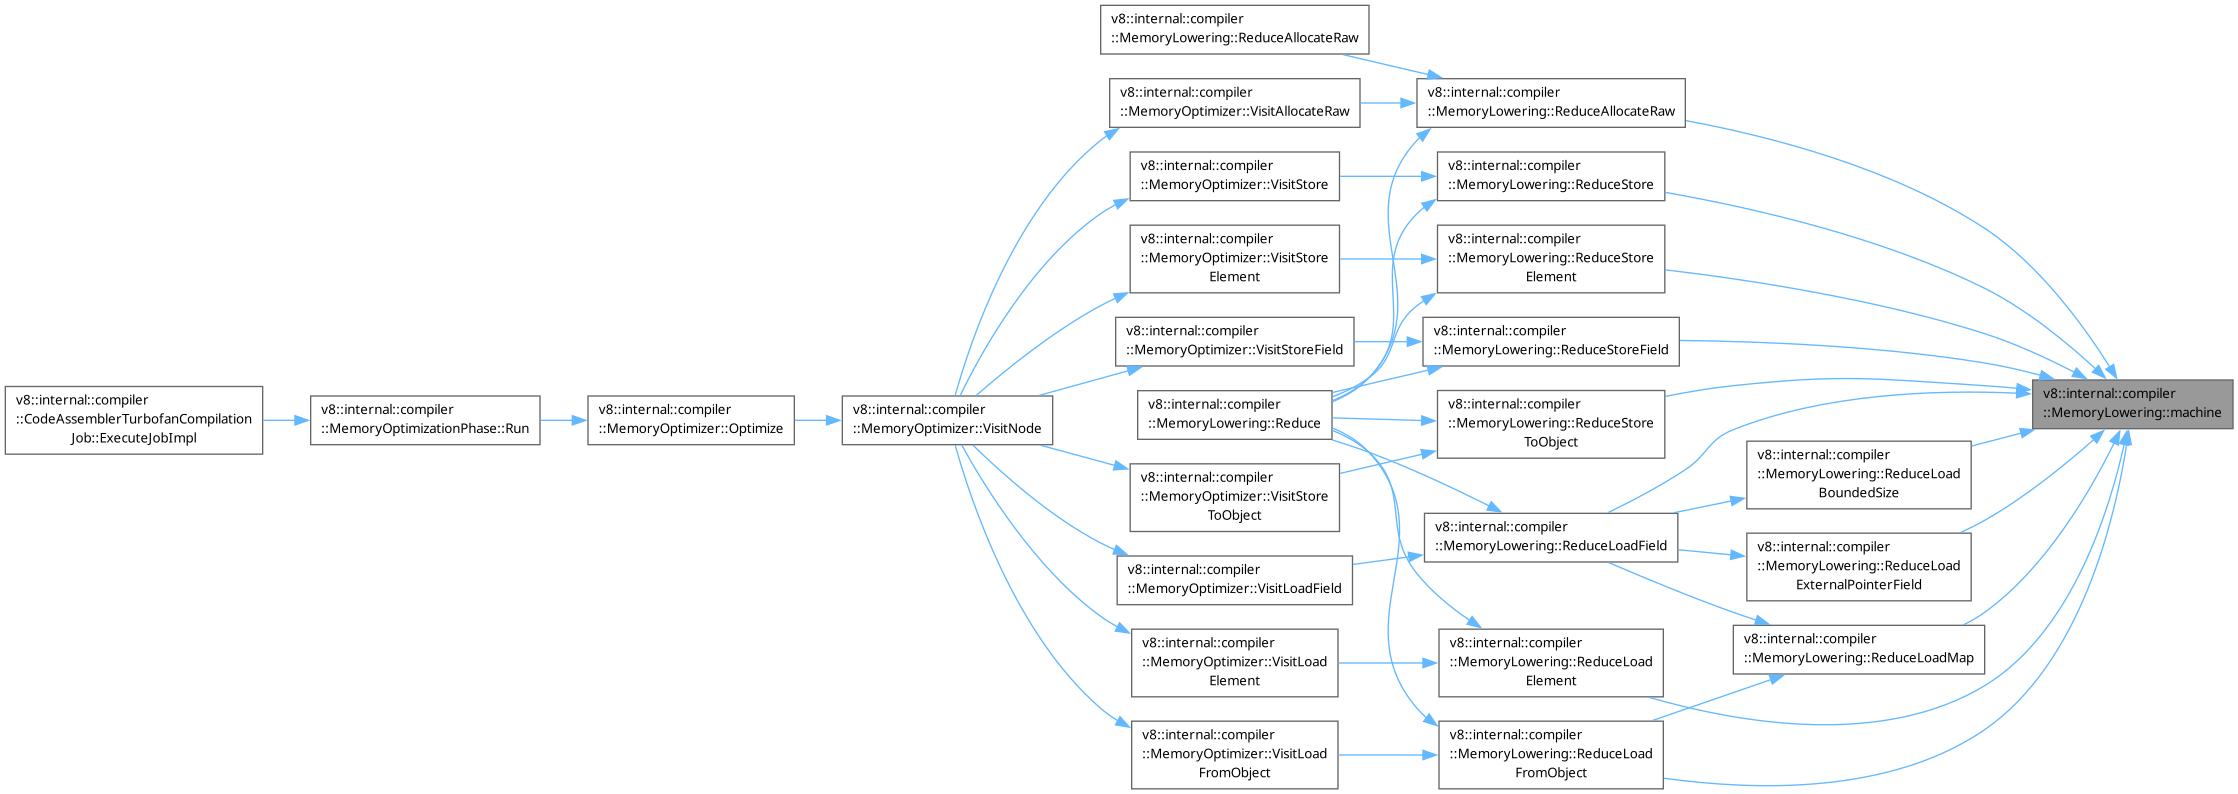 v8::internal::compiler
::MemoryLowering::ReduceAllocateRaw
v8::internal::compiler
::MemoryOptimizer::VisitAllocateRaw
v8::internal::compiler
::MemoryLowering::ReduceAllocateRaw
v8::internal::compiler
::MemoryOptimizer::VisitStore
v8::internal::compiler
::MemoryLowering::ReduceStore
v8::internal::compiler
::MemoryOptimizer::VisitStore
Element
v8::internal::compiler
::MemoryLowering::ReduceStore
Element
v8::internal::compiler
::MemoryOptimizer::VisitStoreField
v8::internal::compiler
::MemoryLowering::ReduceStoreField
v8::internal::compiler
::CodeAssemblerTurbofanCompilation
Job::ExecuteJobImpl
v8::internal::compiler
::MemoryOptimizationPhase::Run
v8::internal::compiler
::MemoryOptimizer::Optimize
v8::internal::compiler
::MemoryOptimizer::VisitNode
v8::internal::compiler
::MemoryLowering::Reduce
v8::internal::compiler
::MemoryLowering::ReduceStore
ToObject
v8::internal::compiler
::MemoryLowering::machine
v8::internal::compiler
::MemoryOptimizer::VisitStore
ToObject
v8::internal::compiler
::MemoryLowering::ReduceLoad
BoundedSize
v8::internal::compiler
::MemoryLowering::ReduceLoadField
v8::internal::compiler
::MemoryLowering::ReduceLoad
ExternalPointerField
v8::internal::compiler
::MemoryOptimizer::VisitLoadField
v8::internal::compiler
::MemoryLowering::ReduceLoadMap
v8::internal::compiler
::MemoryOptimizer::VisitLoad
Element
v8::internal::compiler
::MemoryLowering::ReduceLoad
Element
v8::internal::compiler
::MemoryOptimizer::VisitLoad
FromObject
v8::internal::compiler
::MemoryLowering::ReduceLoad
FromObject